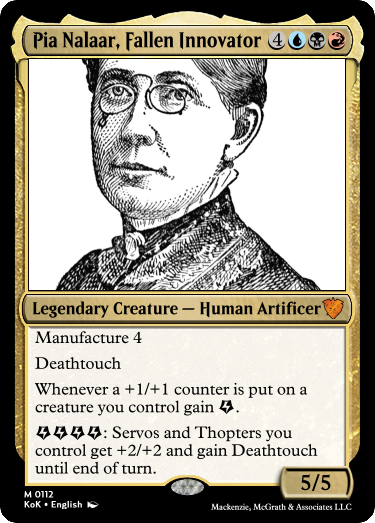 Pia Nalaar, Fallen Innovator 4
Legendary Creature — Human Artificer
Manufacture 4
Deathtouch
Whenever a +1/+1 counter is put on a
creature you control gain .
: Servos and Thopters you
control get +2/+2 and gain Deathtouch
until end of turn.
5/5
M 0112
KoK • English
Mackenzie, McGrath & Associates LLC